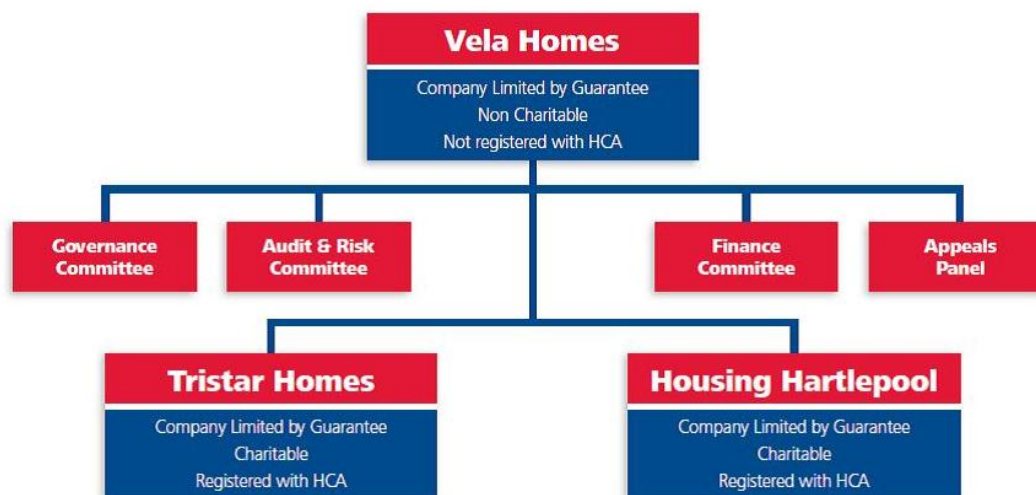 Vela Homes
Company Limited by Guarantee
Non Charitable
Not registered with HCA
Governance
Committee
Audit & Risk
Committee
Finance
Committee
Appeals
Panel
Tristar Homes
Company Limited by Guarantee
Charitable
Registered with HCA
Housing Hartlepool
Company Limited by Guarantee
Charitable
Registered with HCA